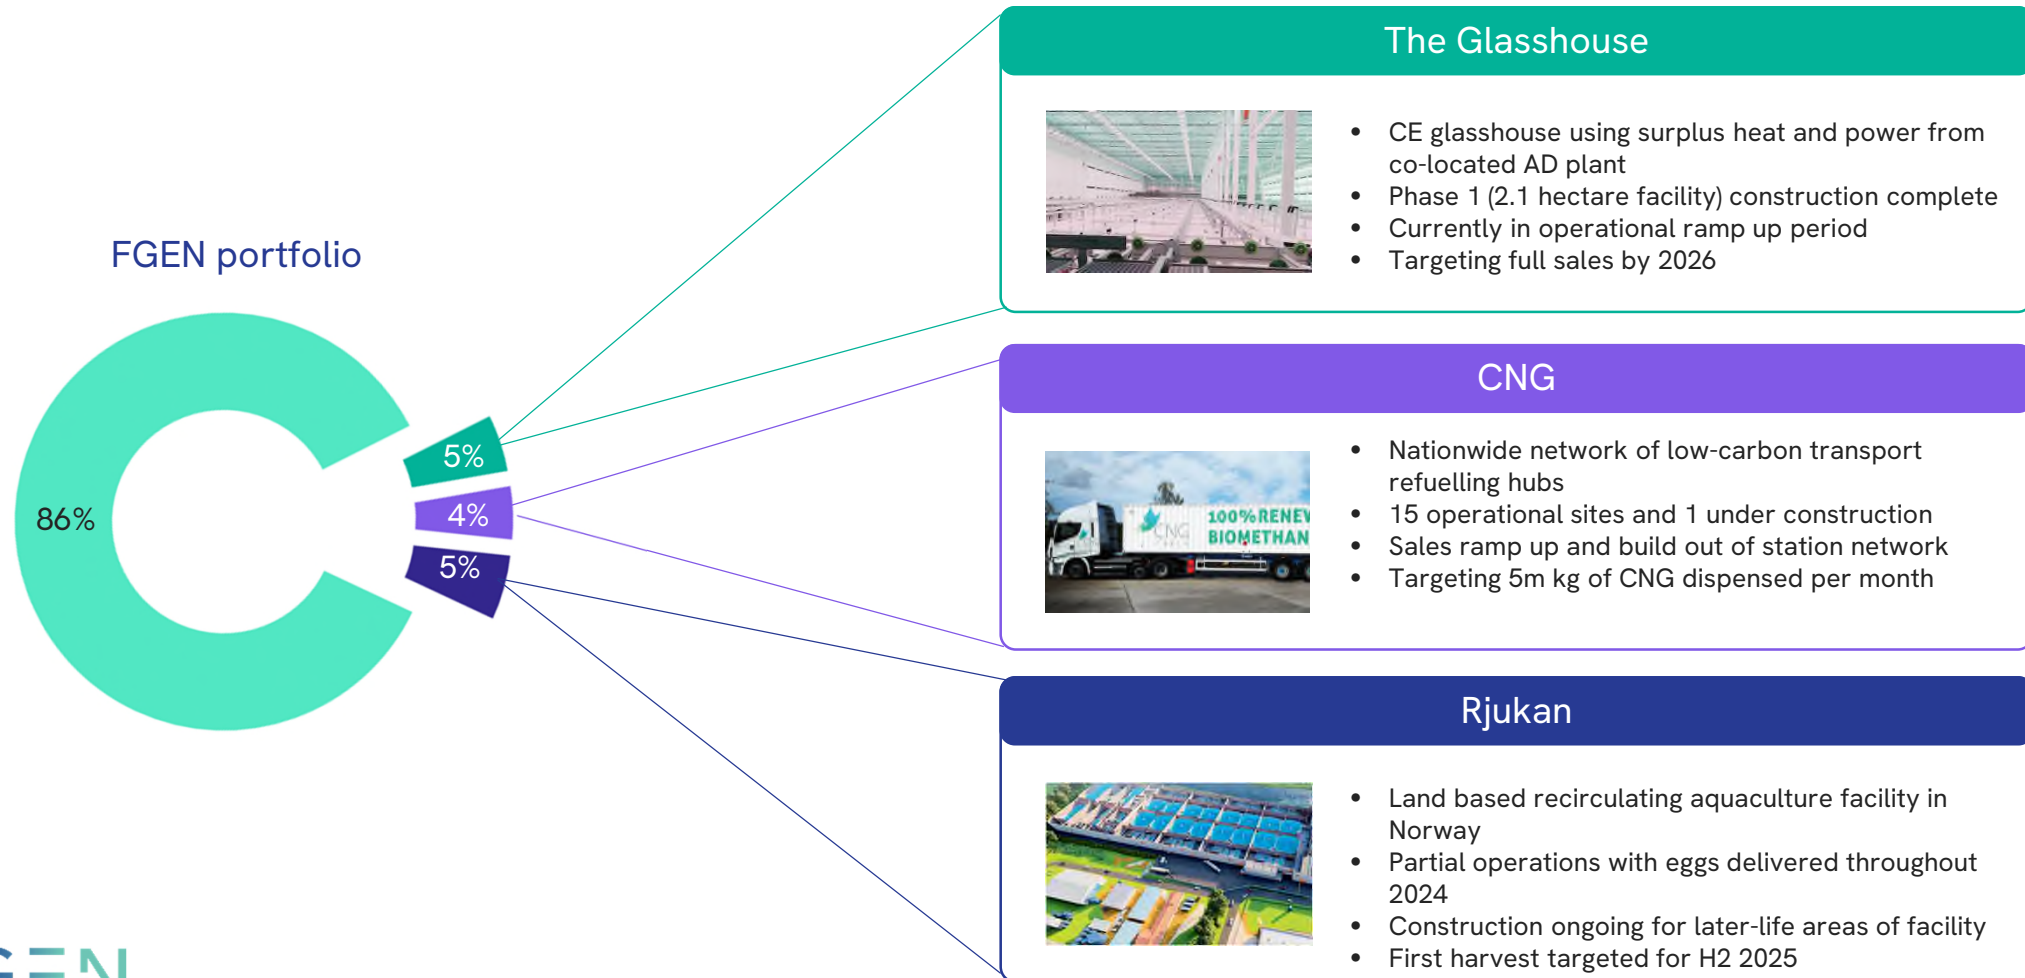 FGEN portfolio
86%
5%
4%
5%
The Glasshouse
• CE glasshouse using surplus heat and power from
co-located AD plant
• Phase 1 (2.1 hectare facility) construction complete
• Currently in operational ramp up period
• Targeting full sales by 2026
CNG
CNG
100% RENEW
BIOMETHAN
• Nationwide network of low-carbon transport
refuelling hubs
• 15 operational sites and 1 under construction
• Sales ramp up and build out of station network
• Targeting 5m kg of CNG dispensed per month
Rjukan
• Land based recirculating aquaculture facility in
Norway
• Partial operations with eggs delivered throughout
2024
• Construction ongoing for later-life areas of facility
• First harvest targeted for H2 2025